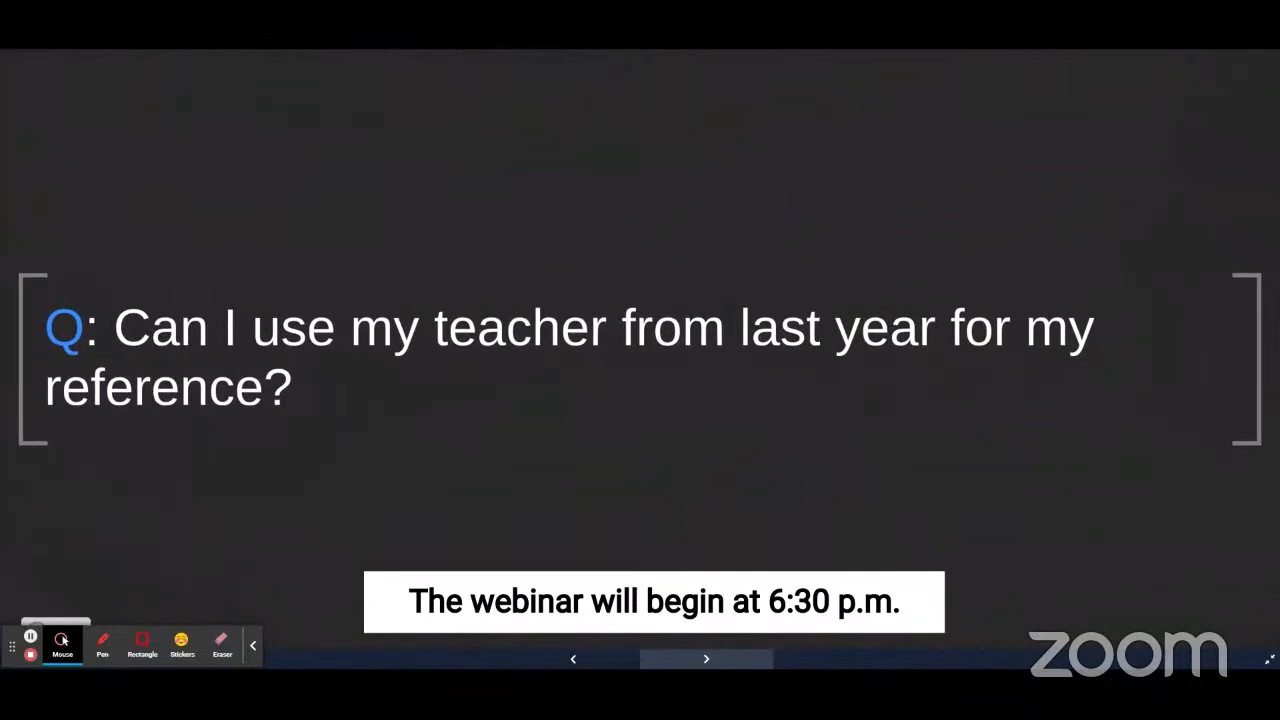 Q: Can I use my teacher from last year for my
reference?
The webinar will begin at 6:30 p.m.
Mouse Pen Rectangle Stickers Eraser
zoom